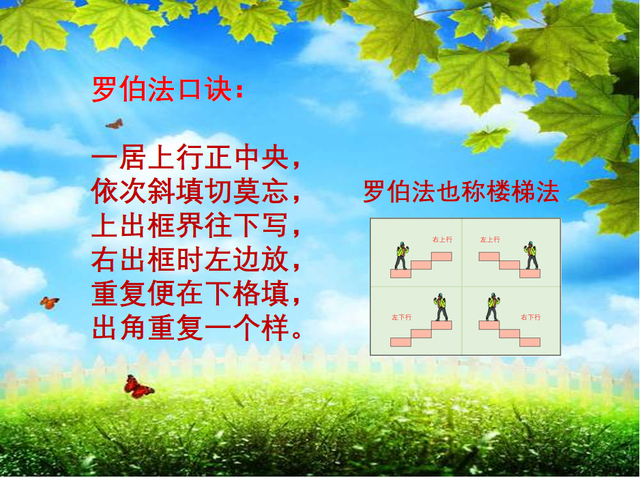 罗伯法口诀：
一居上行正中央，
依次斜填切莫忘，
上出框界往下写，
右出框时左边放，
重复便在下格填，
出角重复一个样。
罗伯法也称楼梯法
右上行
左上行
左下行
右下行